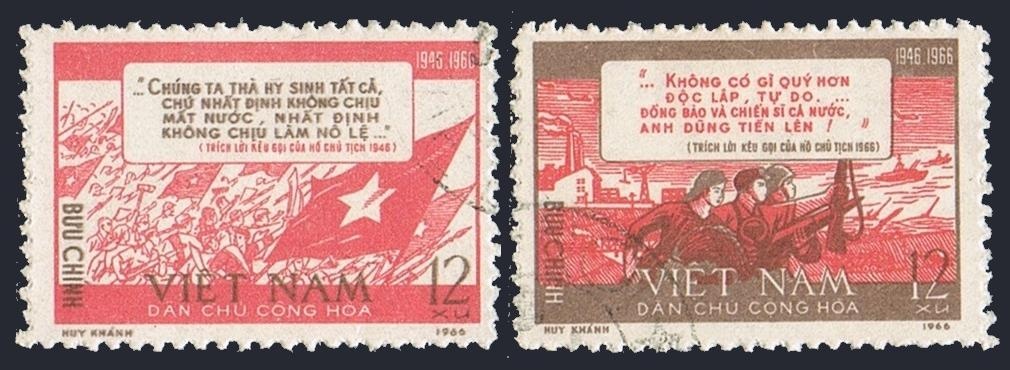 1946.1966
"...CHÚNG TA THÀ HY SINH TẤT CẢ,
CHỨ NHẤT ĐỊNH KHÔNG CHỊU
MẤT NƯỚC, NHẤT ĐỊNH
KHÔNG CHỊU LÀM NÔ LỆ..."
(TRÍCH LỜI KÊU GỌI CỦA HỒ CHỦ TỊCH 1946)
BƯU CHÍNH
VIỆT NAM
DÂN CHỦ CỘNG HÒA
12
XU
HUY KHÁNH
1966
1946.1966
"... KHÔNG CÓ GÌ QUÝ HƠN
ĐỘC LẬP, TỰ DO. ...
ĐỒNG BÀO VÀ CHIẾN SĨ CẢ NƯỚC,
ANH DŨNG TIẾN LÊN ! "
(TRÍCH LỜI KÊU GỌI CỦA HỒ CHỦ TỊCH 1966)
BƯU CHÍNH
VIỆT NAM
DÂN CHỦ CỘNG HÒA
12
XU
HUY KHÁNH
1966